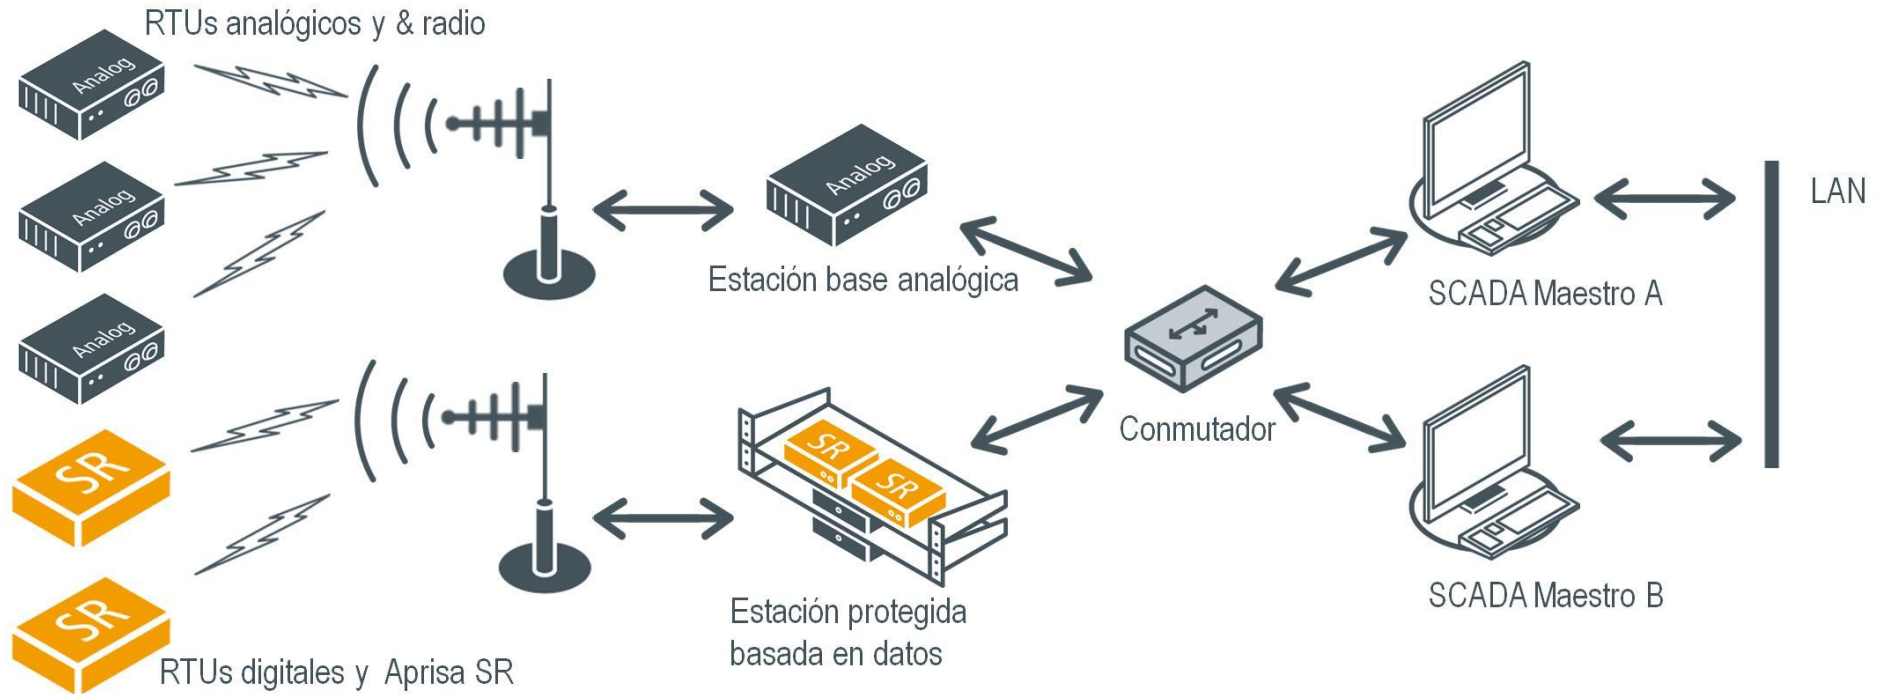 RTUs analógicos y & radio
Analog
Analog
Analog
SR
SR
RTUs digitales y Aprisa SR
Analog
Estación base analógica
SR
SR
Estación protegida
basada en datos
Conmutador
SCADA Maestro A
SCADA Maestro B
LAN